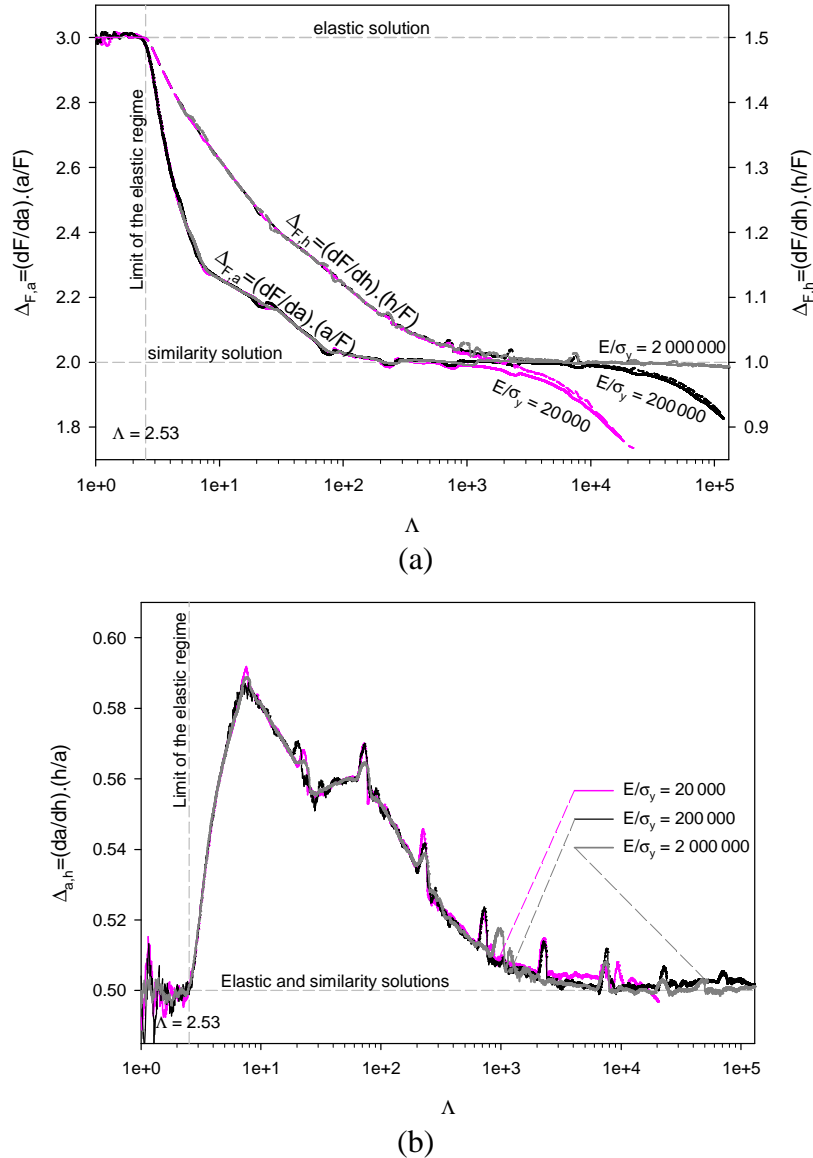 elastic solution
3.0
2.8
2.6
2.4
2.2
2.0
1.8
1.5
1.4
1.3
1.2
1.1
1.0
0.9
Δ_{F,a}=(dF/da).(a/F)
Δ_{F,h}=(dF/dh).(h/F)
Limit of the elastic regime
Δ_{F,h}=(dF/dh).(h/F)
Δ_{F,a}=(dF/da).(a/F)
similarity solution
E/σ_y = 2 000 000
E/σ_y = 200 000
E/σ_y = 20 000
Λ = 2.53
1e+0 1e+1 1e+2 1e+3 1e+4 1e+5
Λ
(a)
0.60
0.58
0.56
0.54
0.52
0.50
Δ_{a,h}=(da/dh).(h/a)
Limit of the elastic regime
E/σ_y = 20 000
E/σ_y = 200 000
E/σ_y = 2 000 000
Elastic and similarity solutions
Λ = 2.53
1e+0 1e+1 1e+2 1e+3 1e+4 1e+5
Λ
(b)